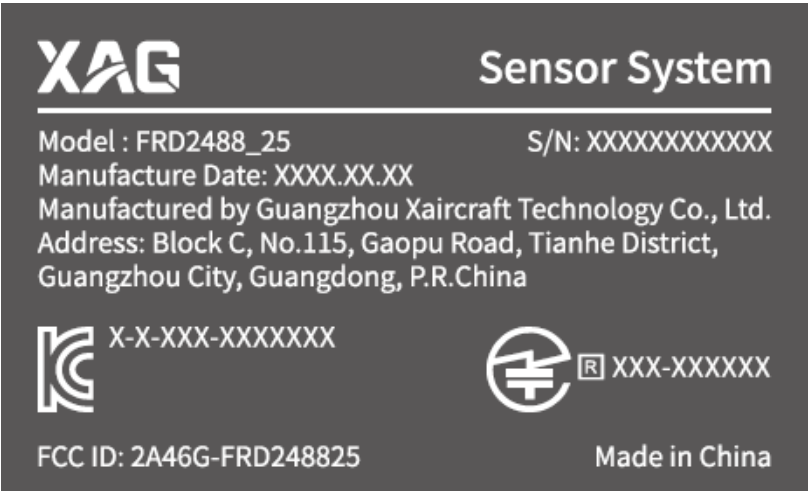 XAG Sensor System
Model : FRD2488_25 S/N: XXXXXXXXXXXX
Manufacture Date: XXXX.XX.XX
Manufactured by Guangzhou Xaircraft Technology Co., Ltd.
Address: Block C, No.115, Gaopu Road, Tianhe District,
Guangzhou City, Guangdong, P.R.China
X-X-XXX-XXXXXXX
R XXX-XXXXXX
FCC ID: 2A46G-FRD248825 Made in China